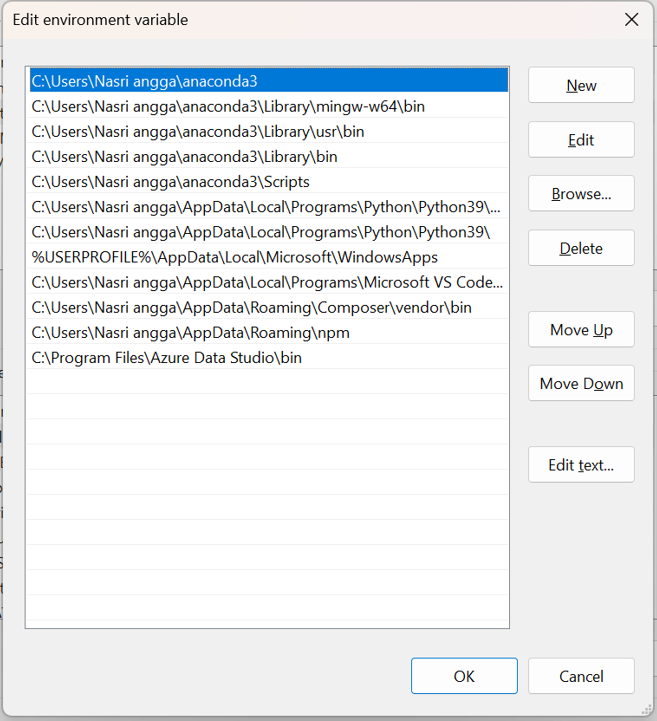 Edit environment variable
C:\Users\Nasri angga\anaconda3
C:\Users\Nasri angga\anaconda3\Library\mingw-w64\bin
C:\Users\Nasri angga\anaconda3\Library\usr\bin
C:\Users\Nasri angga\anaconda3\Library\bin
C:\Users\Nasri angga\anaconda3\Scripts
C:\Users\Nasri angga\AppData\Local\Programs\Python\Python39\...
C:\Users\Nasri angga\AppData\Local\Programs\Python\Python39\
%USERPROFILE%\AppData\Local\Microsoft\WindowsApps
C:\Users\Nasri angga\AppData\Local\Programs\Microsoft VS Code...
C:\Users\Nasri angga\AppData\Roaming\Composer\vendor\bin
C:\Users\Nasri angga\AppData\Roaming\npm
C:\Program Files\Azure Data Studio\bin
New
Edit
Browse...
Delete
Move Up
Move Down
Edit text...
OK
Cancel